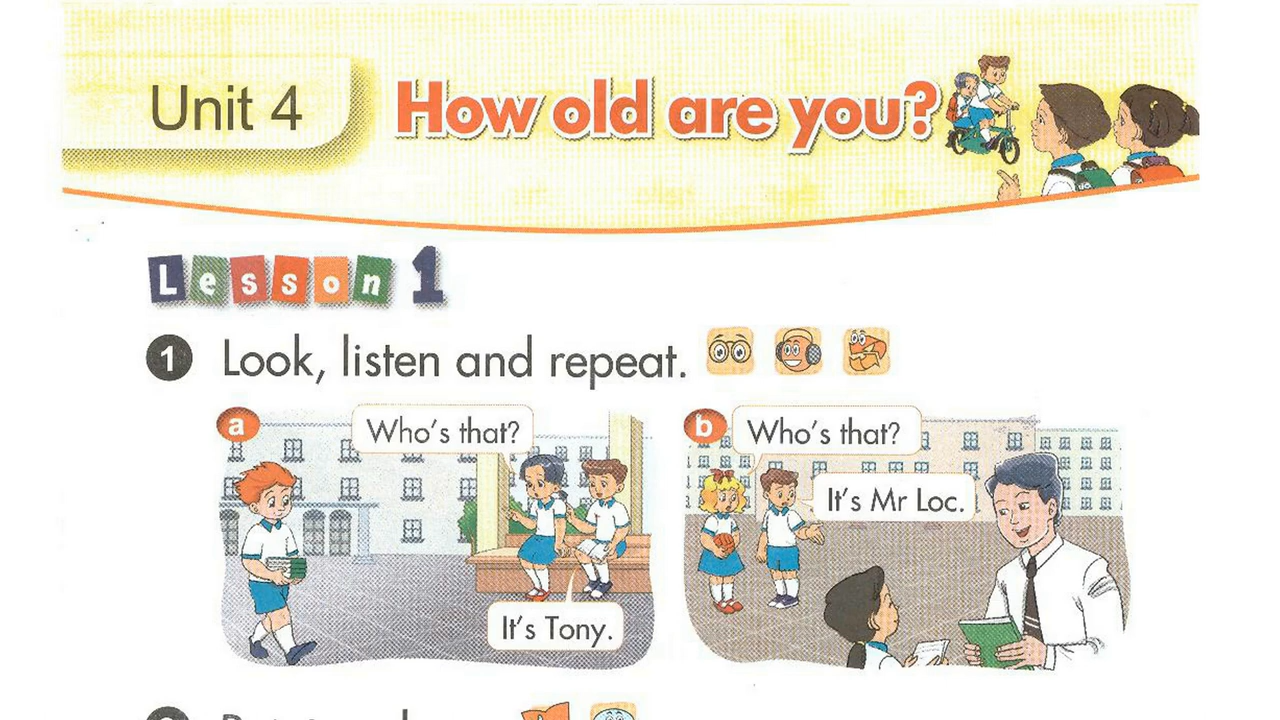 Unit 4
How old are you?
Lesson 1
1 Look, listen and repeat.
a
Who's that?
It's Tony.
b
Who's that?
It's Mr Loc.